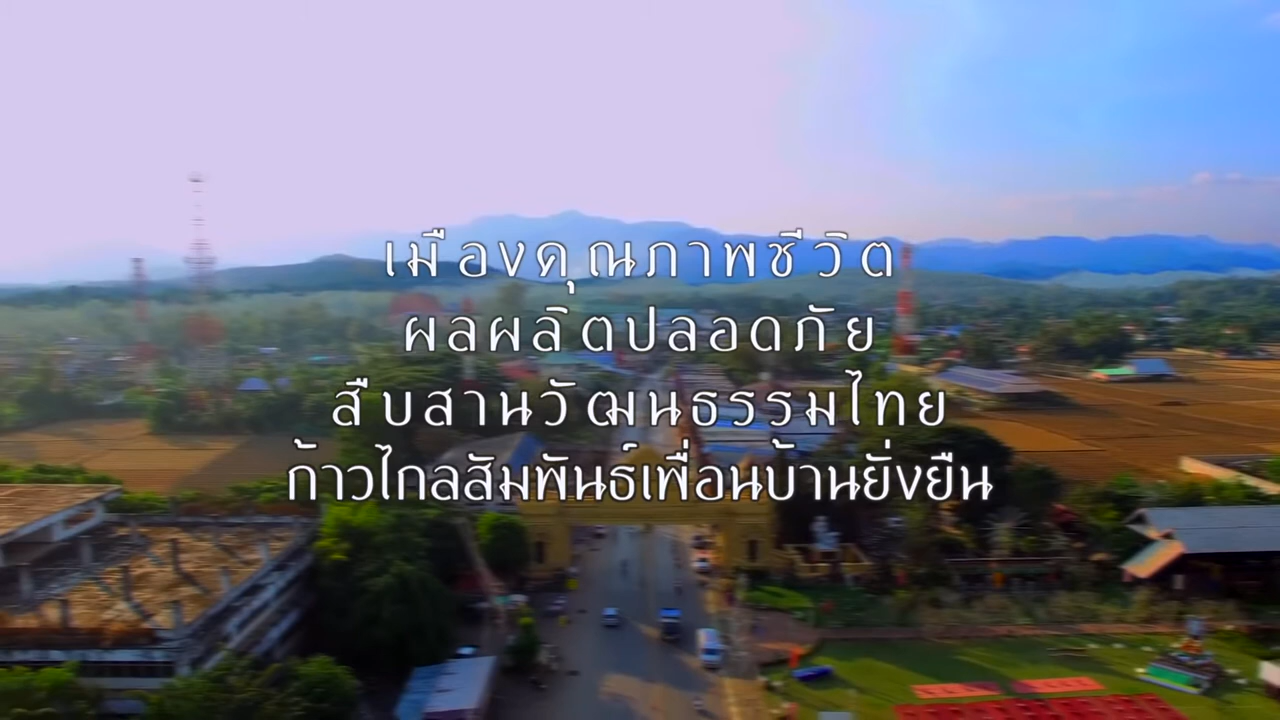 เมืองคุณภาพชีวิต
ผลผลิตปลอดภัย
สืบสานวัฒนธรรมไทย
ก้าวไกลสัมพันธ์เพื่อนบ้านยั่งยืน